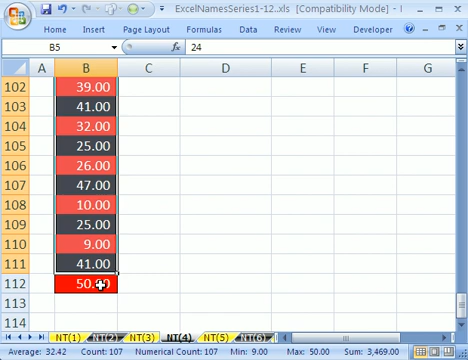 ExcelNamesSeries1-12..xls [Compatibility Mode] -
Home Insert Page Layout Formulas Data Review View Developer
B5 fx 24
A B C D E F G
102 39.00
103 41.00
104 32.00
105 25.00
106 26.00
107 47.00
108 10.00
109 25.00
110 9.00
111 41.00
112 50.00
113
114
NT(1) NT(2) NT(3) NT(4) NT(5) NT(6)
Average: 32.42 Count: 107 Numerical Count: 107 Min: 9.00 Max: 50.00 Sum: 3,469.00